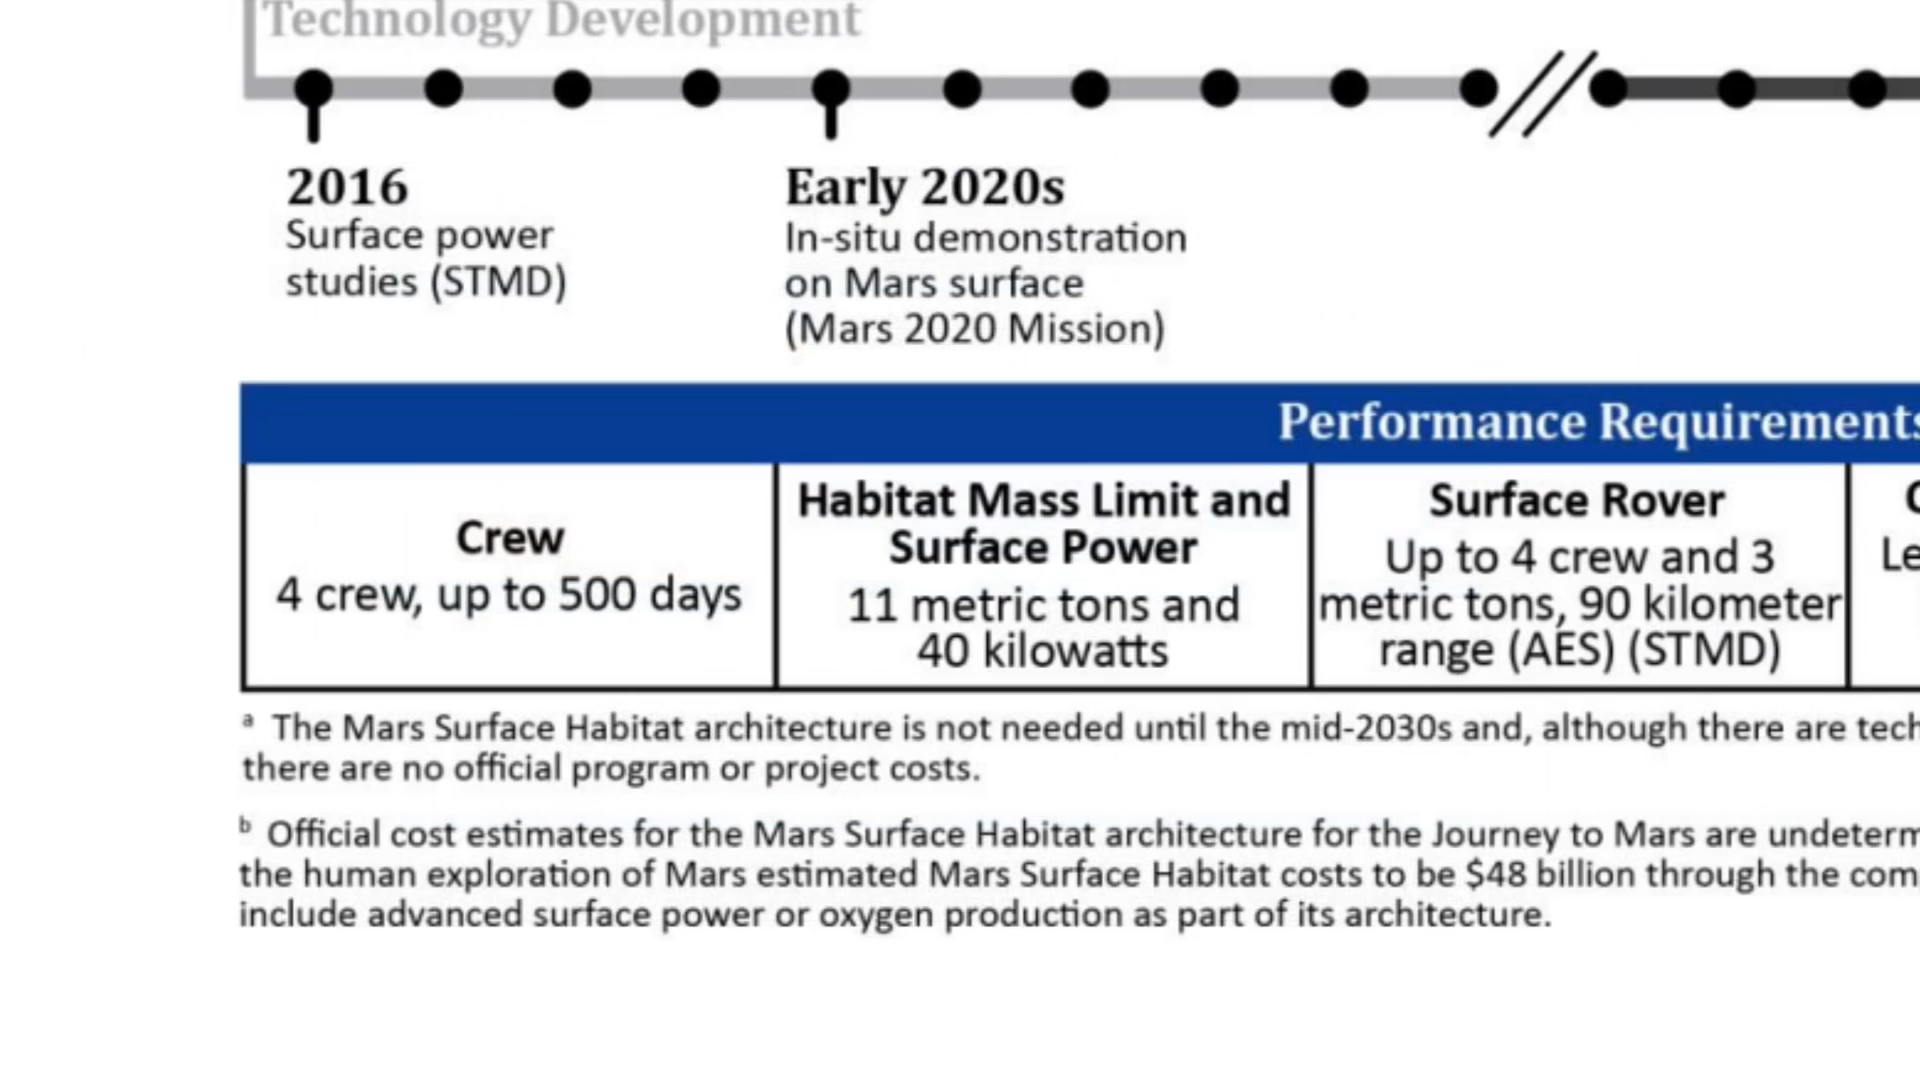 Technology Development
2016
Surface power
studies (STMD)
Early 2020s
In-situ demonstration
on Mars surface
(Mars 2020 Mission)
Performance Requirements
Crew
4 crew, up to 500 days
Habitat Mass Limit and
Surface Power
11 metric tons and
40 kilowatts
Surface Rover
Up to 4 crew and 3
metric tons, 90 kilometer
range (AES) (STMD)
a The Mars Surface Habitat architecture is not needed until the mid-2030s and, although there are
there are no official program or project costs.
b Official cost estimates for the Mars Surface Habitat architecture for the Journey to Mars are
the human exploration of Mars estimated Mars Surface Habitat costs to be $48 billion through the
include advanced surface power or oxygen production as part of its architecture.